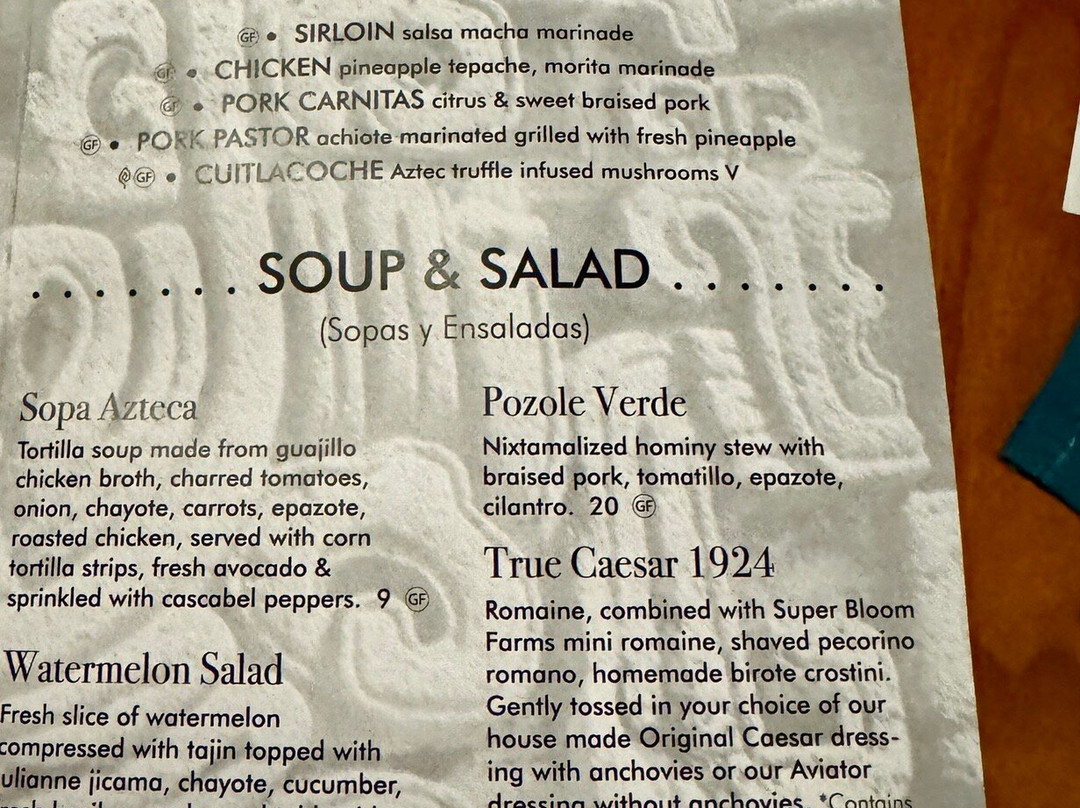 GF • SIRLOIN salsa macha marinade
GF • CHICKEN pineapple tepache, morita marinade
GF • PORK CARNITAS citrus & sweet braised pork
GF • PORK PASTOR achiote marinated grilled with fresh pineapple
GF • CUITLACOCHE Aztec truffle infused mushrooms V
. . . . . . . SOUP & SALAD . . . . . . .
(Sopas y Ensaladas)
Sopa Azteca
Tortilla soup made from guajillo
chicken broth, charred tomatoes,
onion, chayote, carrots, epazote,
roasted chicken, served with corn
tortilla strips, fresh avocado &
sprinkled with cascabel peppers. 9 GF
Watermelon Salad
Fresh slice of watermelon
compressed with tajin topped with
ulianne jicama, chayote, cucumber,
Pozole Verde
Nixtamalized hominy stew with
braised pork, tomatillo, epazote,
cilantro. 20 GF
True Caesar 1924
Romaine, combined with Super Bloom
Farms mini romaine, shaved pecorino
romano, homemade birote crostini.
Gently tossed in your choice of our
house made Original Caesar dress-
ing with anchovies or our Aviator
dressing without anchovies. *Contains